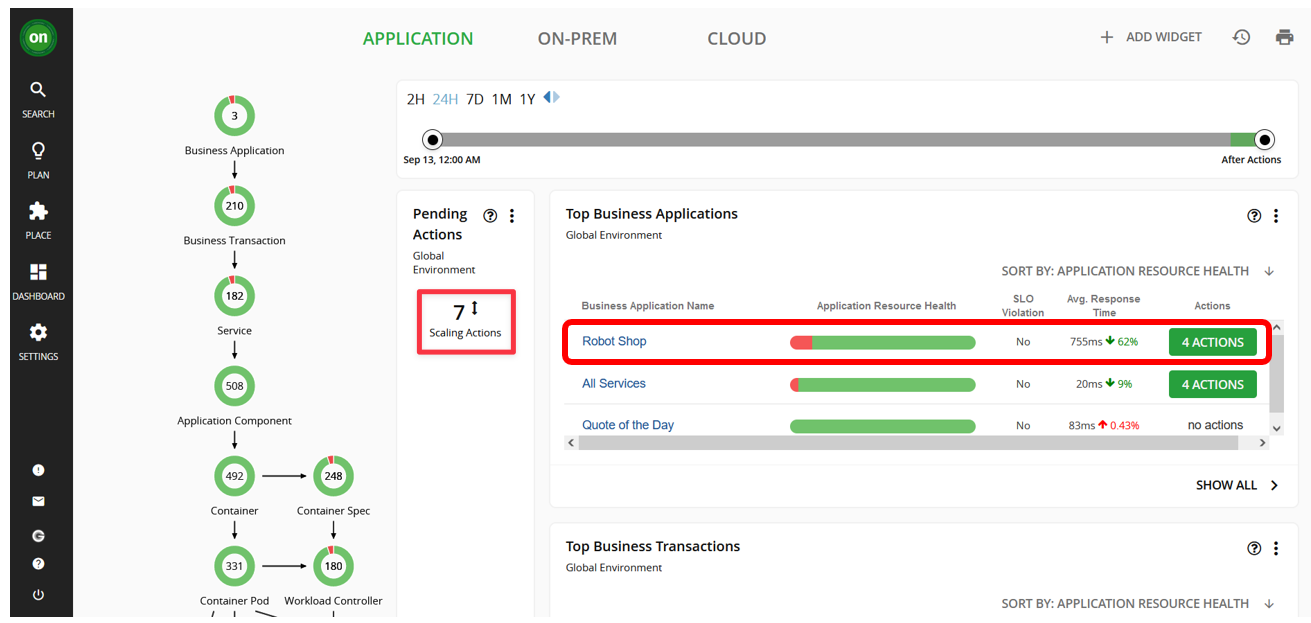 on
SEARCH
PLAN
PLACE
DASHBOARD
SETTINGS
APPLICATION
ON-PREM
CLOUD
+ ADD WIDGET
3
Business Application
210
Business Transaction
182
Service
508
Application Component
492
Container
248
Container Spec
331
Container Pod
180
Workload Controller
2H 24H 7D 1M 1Y
Sep 13, 12:00 AM
After Actions
Pending
Actions
Global
Environment
7
Scaling Actions
Top Business Applications
Global Environment
SORT BY: APPLICATION RESOURCE HEALTH
Business Application Name
Application Resource Health
SLO
Violation
Avg. Response
Time
Actions
Robot Shop
No
755ms 62%
4 ACTIONS
All Services
No
20ms 9%
4 ACTIONS
Quote of the Day
No
83ms 0.43%
no actions
SHOW ALL
Top Business Transactions
Global Environment
SORT BY: APPLICATION RESOURCE HEALTH